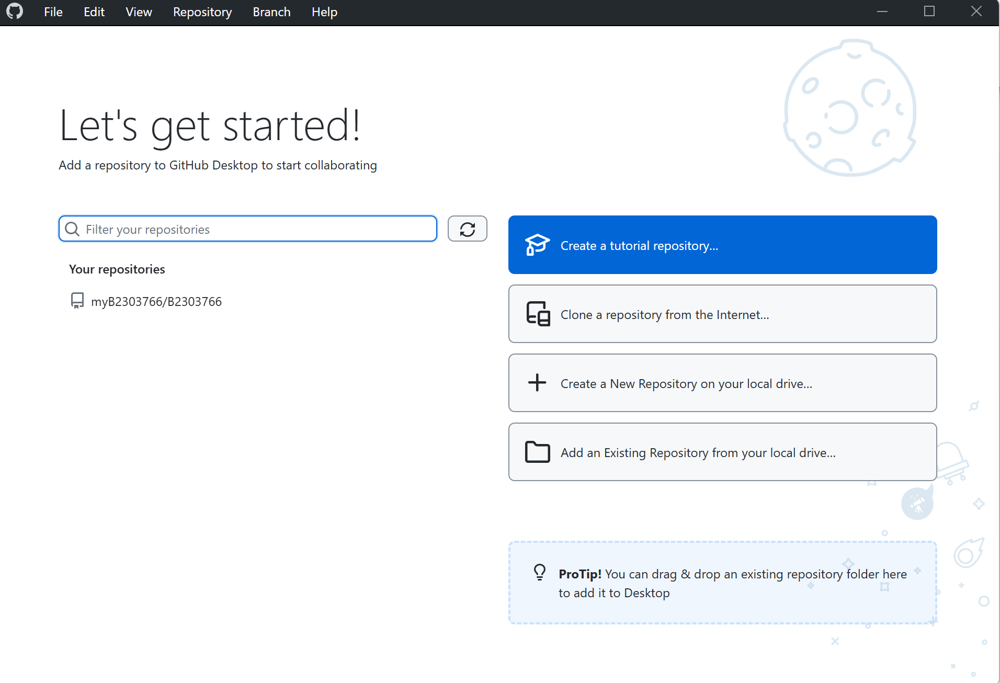 File Edit View Repository Branch Help
Let's get started!
Add a repository to GitHub Desktop to start collaborating
Filter your repositories
Your repositories
myB2303766/B2303766
Create a tutorial repository...
Clone a repository from the Internet...
Create a New Repository on your local drive...
Add an Existing Repository from your local drive...
ProTip! You can drag & drop an existing repository folder here
to add it to Desktop